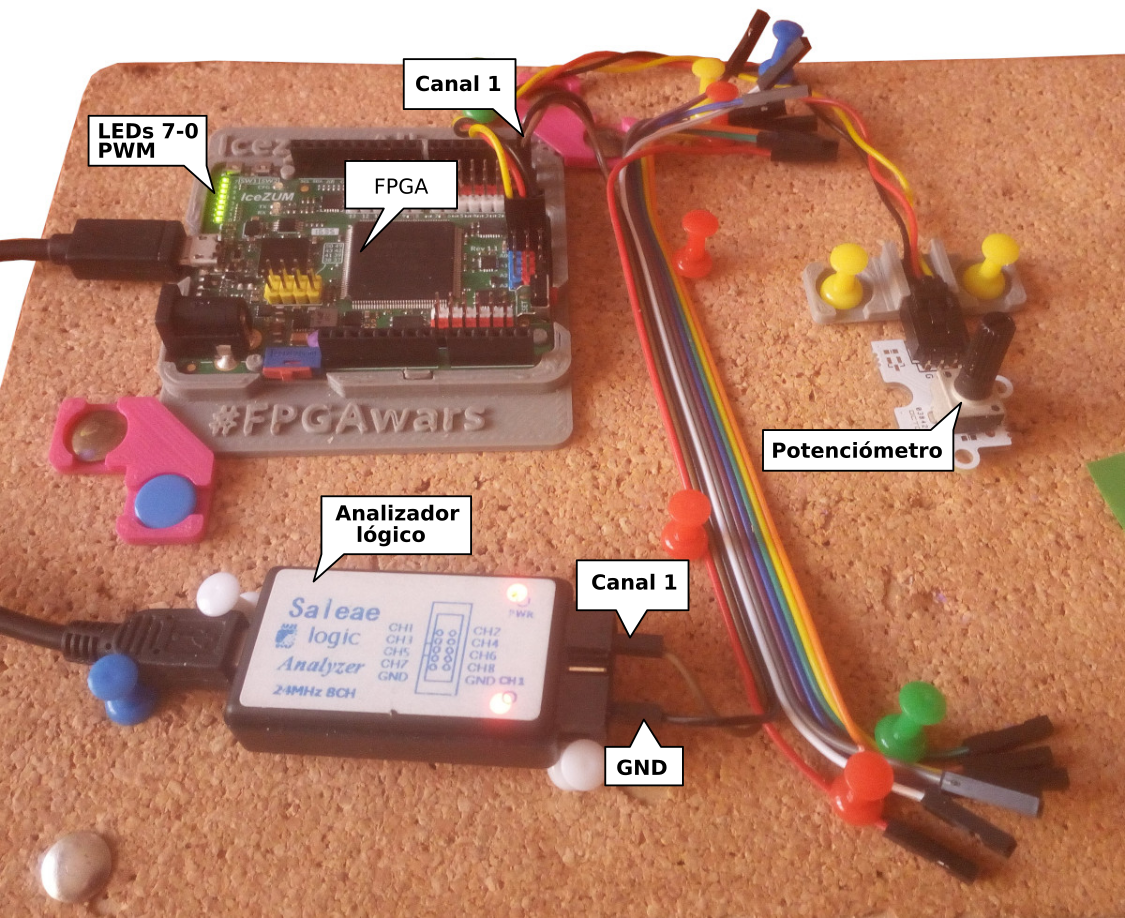 Canal 1
LEDs 7-0
PWM
FPGA
IceZUM
#FPGAwars
Potenciómetro
Analizador
lógico
Canal 1
Saleae
logic
Analyzer
24MHz 8CH
PWR
CH1 CH2
CH3 CH4
CH5 CH6
CH7 CH8
GND GND CH1
GND